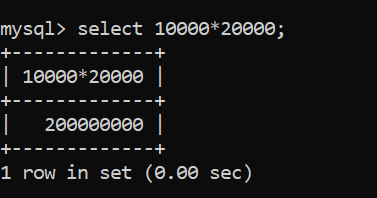 mysql> select 10000*20000;
+-------------+
| 10000*20000 |
+-------------+
|   200000000 |
+-------------+
1 row in set (0.00 sec)